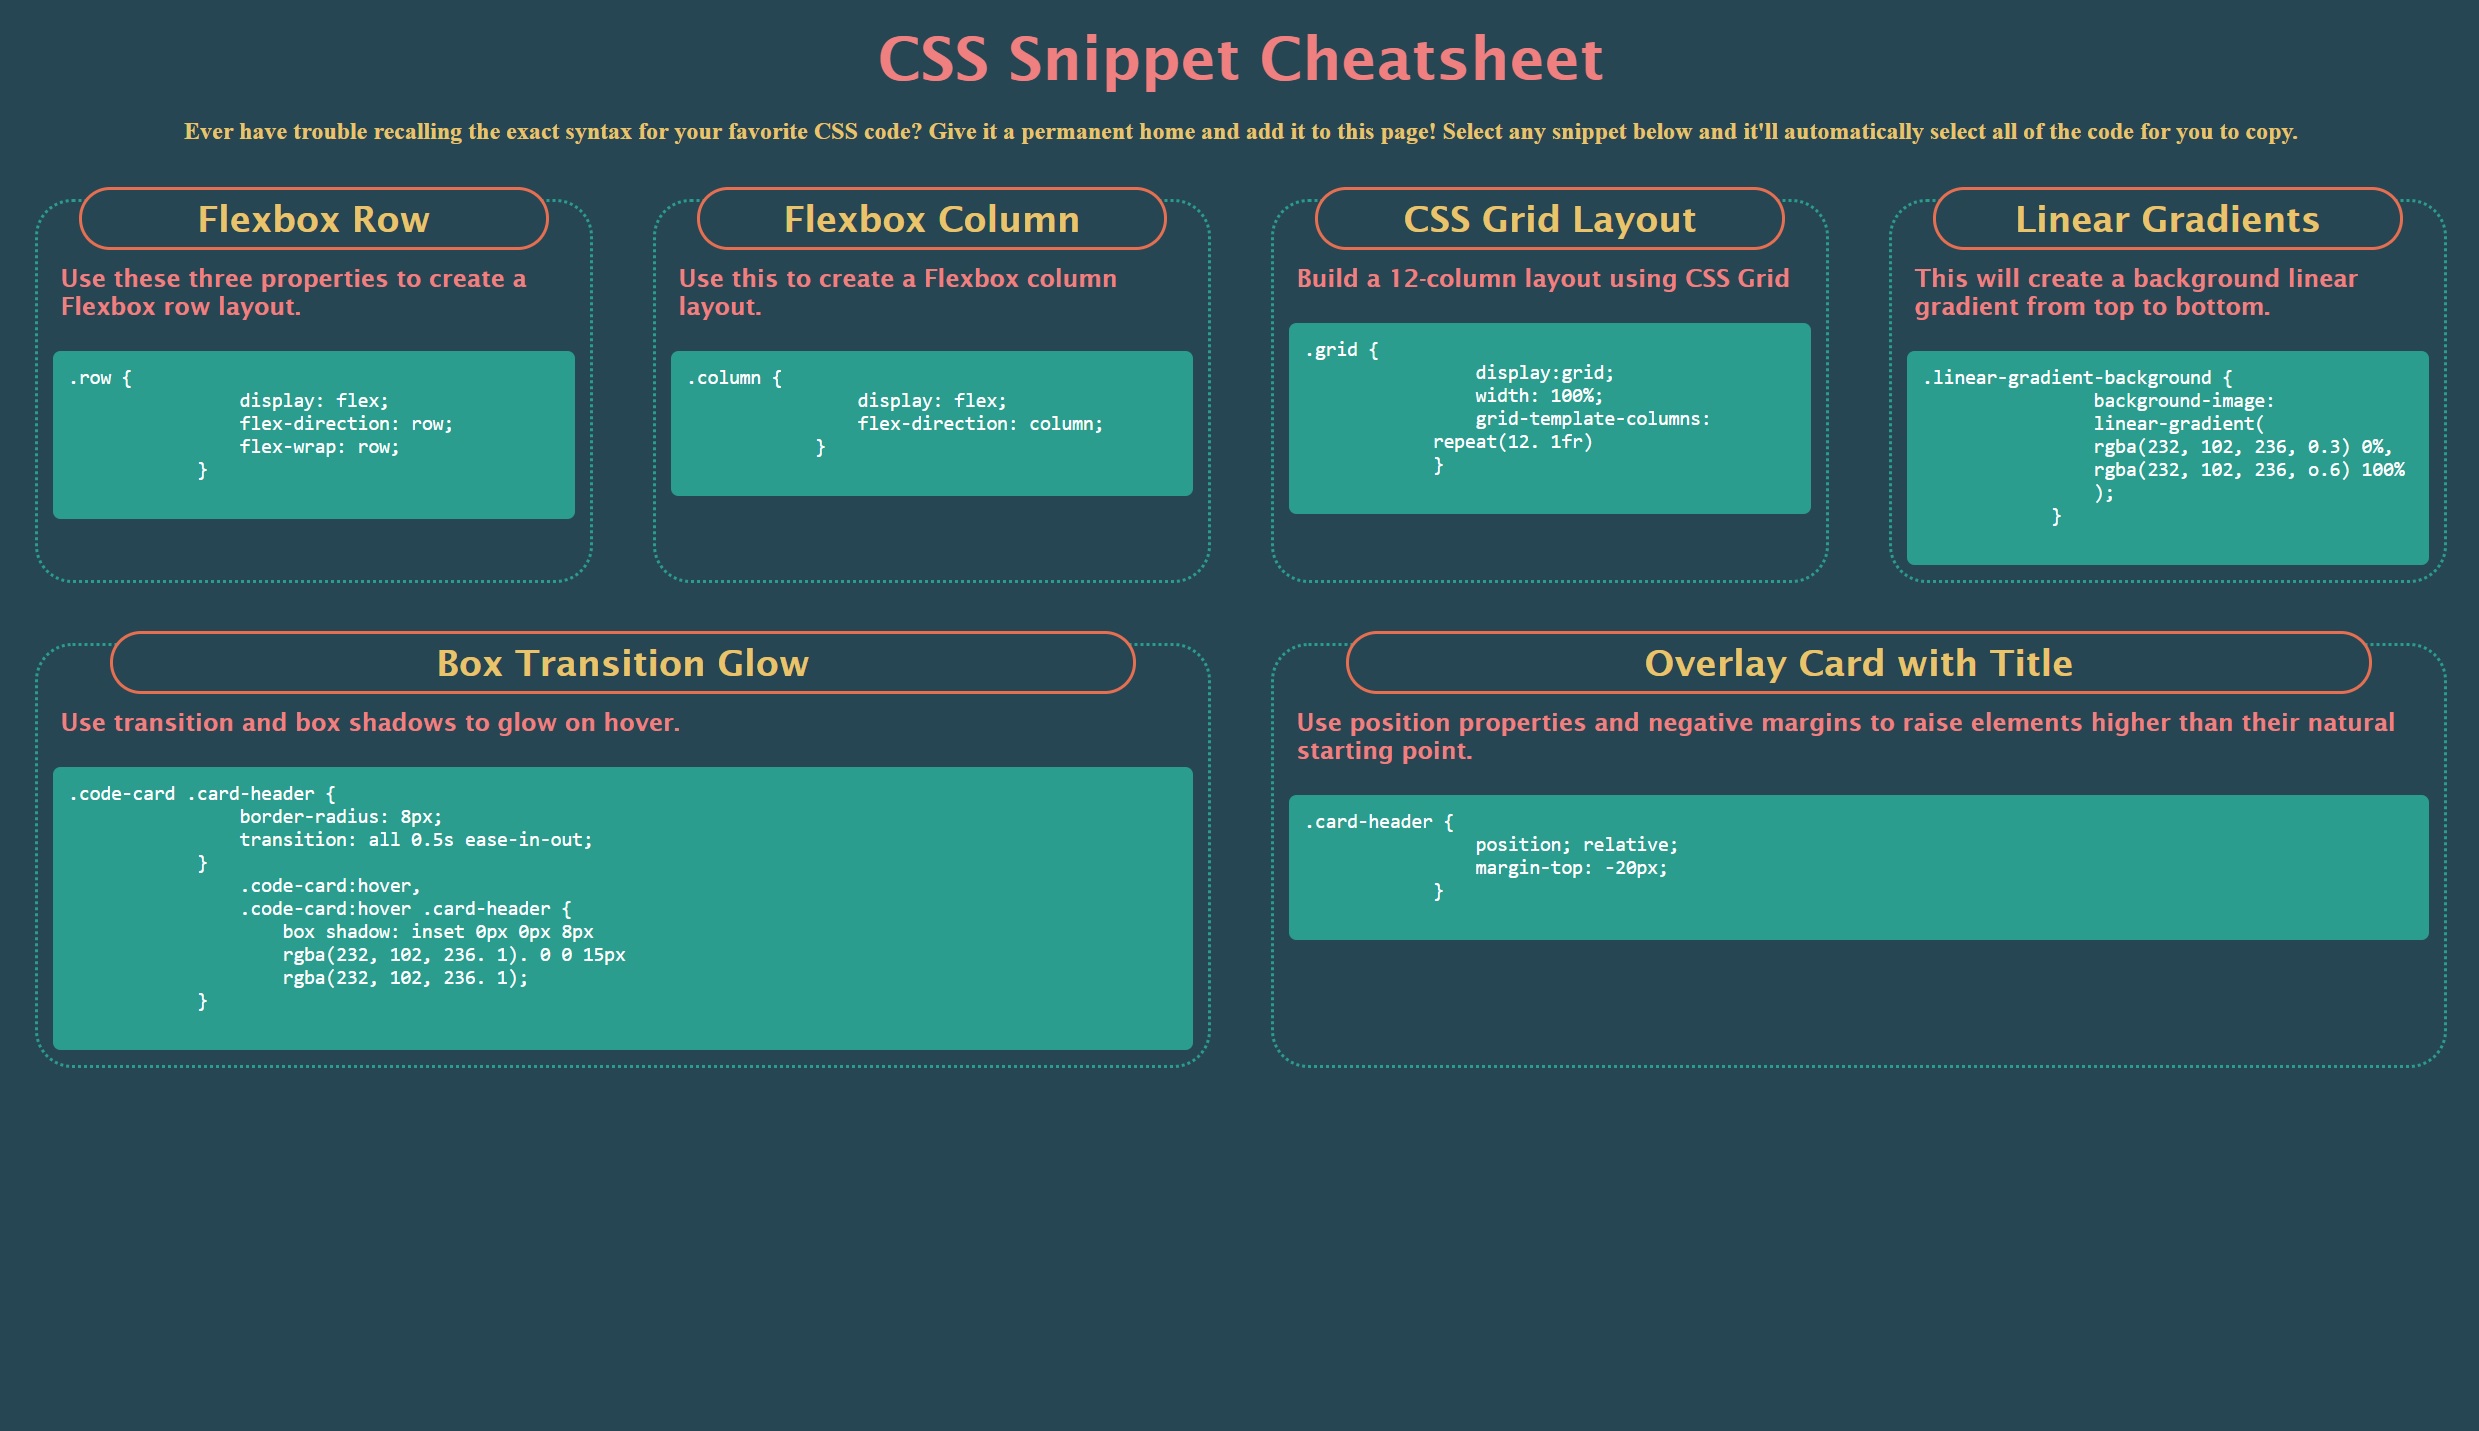 CSS Snippet Cheatsheet
Ever have trouble recalling the exact syntax for your favorite CSS code? Give it a permanent home and add it to this page! Select any snippet below and it'll automatically select all of the code for you to copy.
Flexbox Row
Use these three properties to create a
Flexbox row layout.
.row {
display: flex;
flex-direction: row;
flex-wrap: row;
}
Flexbox Column
Use this to create a Flexbox column
layout.
.column {
display: flex;
flex-direction: column;
}
CSS Grid Layout
Build a 12-column layout using CSS Grid
.grid {
display:grid;
width: 100%;
grid-template-columns:
repeat(12. 1fr)
}
Linear Gradients
This will create a background linear
gradient from top to bottom.
.linear-gradient-background {
background-image:
linear-gradient(
rgba(232, 102, 236, 0.3) 0%,
rgba(232, 102, 236, o.6) 100%
);
}
Box Transition Glow
Use transition and box shadows to glow on hover.
.code-card .card-header {
border-radius: 8px;
transition: all 0.5s ease-in-out;
}
.code-card:hover,
.code-card:hover .card-header {
box shadow: inset 0px 0px 8px
rgba(232, 102, 236. 1). 0 0 15px
rgba(232, 102, 236. 1);
}
Overlay Card with Title
Use position properties and negative margins to raise elements higher than their natural
starting point.
.card-header {
position; relative;
margin-top: -20px;
}